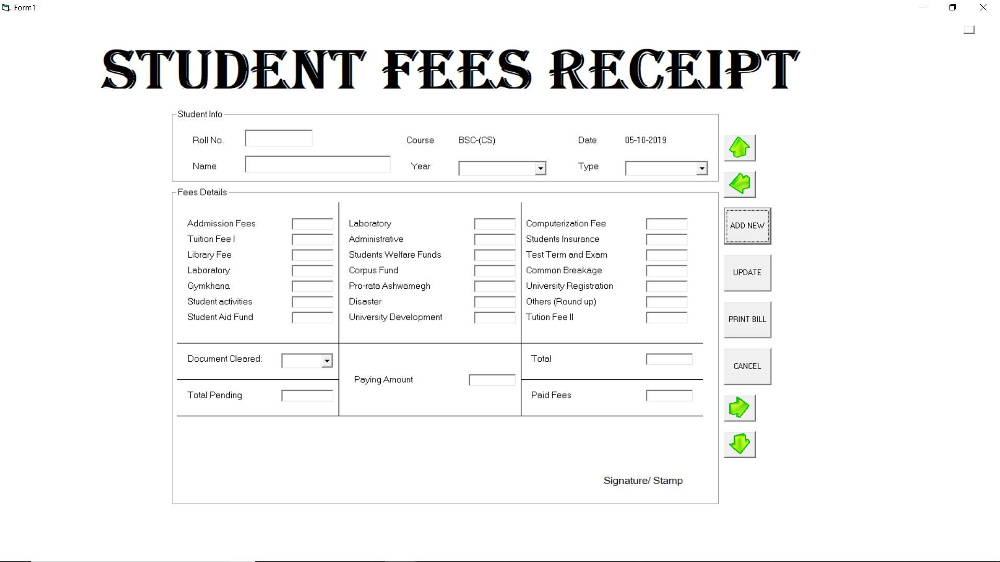 Form1
STUDENT FEES RECEIPT
Student Info
Roll No. Course BSC-(CS) Date 05-10-2019
Name Year Type
Fees Details
Addmission Fees Laboratory Computerization Fee
Tuition Fee I Administrative Students Insurance
Library Fee Students Welfare Funds Test Term and Exam
Laboratory Corpus Fund Common Breakage
Gymkhana Pro-rata Ashwamegh University Registration
Student activities Disaster Others (Round up)
Student Aid Fund University Development Tution Fee II
Document Cleared: Total
Paying Amount
Total Pending Paid Fees
Signature/ Stamp
ADD NEW
UPDATE
PRINT BILL
CANCEL